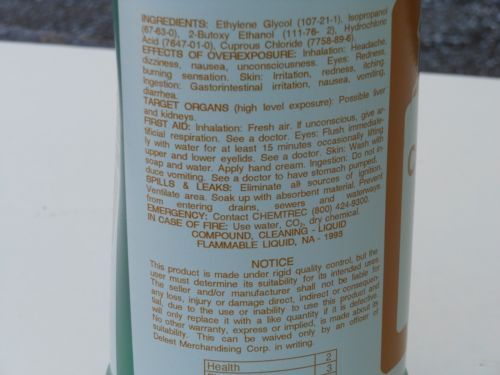 INGREDIENTS: Ethylene Glycol (107-21-1), Isopropanol
(67-63-0), 2-Butoxy Ethanol (111-76- 2), Hydrochloric
Acid (7647-01-0), Cuprous Chloride (7758-89-6).
EFFECTS OF OVEREXPOSURE: Inhalation: Headache,
dizziness, nausea, unconsciousness. Eyes: Redness,
burning sensation. Skin: Irritation, redness, itching.
Ingestion: Gastorintestinal irritation, nausea, vomiting,
diarrhea.
TARGET ORGANS (high level exposure): Possible liver
and kidneys.
FIRST AID: Inhalation: Fresh air. If unconscious, give ar-
tificial respiration. See a doctor. Eyes: Flush immediate-
ly with water for at least 15 minutes occasionally lifting
upper and lower eyelids. See a doctor. Skin: Wash with
soap and water. Apply hand cream. Ingestion: Do not in-
duce vomiting. See a doctor to have stomach pumped.
SPILLS & LEAKS: Eliminate all sources of ignition.
Ventilate area. Soak up with absorbent material. Prevent
from entering drains, sewers and waterways.
EMERGENCY: Contact CHEMTREC (800) 424-9300.
IN CASE OF FIRE: Use water, CO₂, dry chemical.
COMPOUND, CLEANING - LIQUID
FLAMMABLE LIQUID, NA - 1995
NOTICE
This product is made under rigid quality control, but the
user must determine its suitability for its intended uses.
The seller and/or manufacturer shall not be liable for
any loss, injury or damage direct, indirect or consequen-
tial, due to the use or inability to use this product and
will only replace it with a like quantity if it is defective.
No other warranty, express or implied, is made about its
suitability. This can be waived only by an officer of
Delest Merchandising Corp. in writing.
Health 2
3